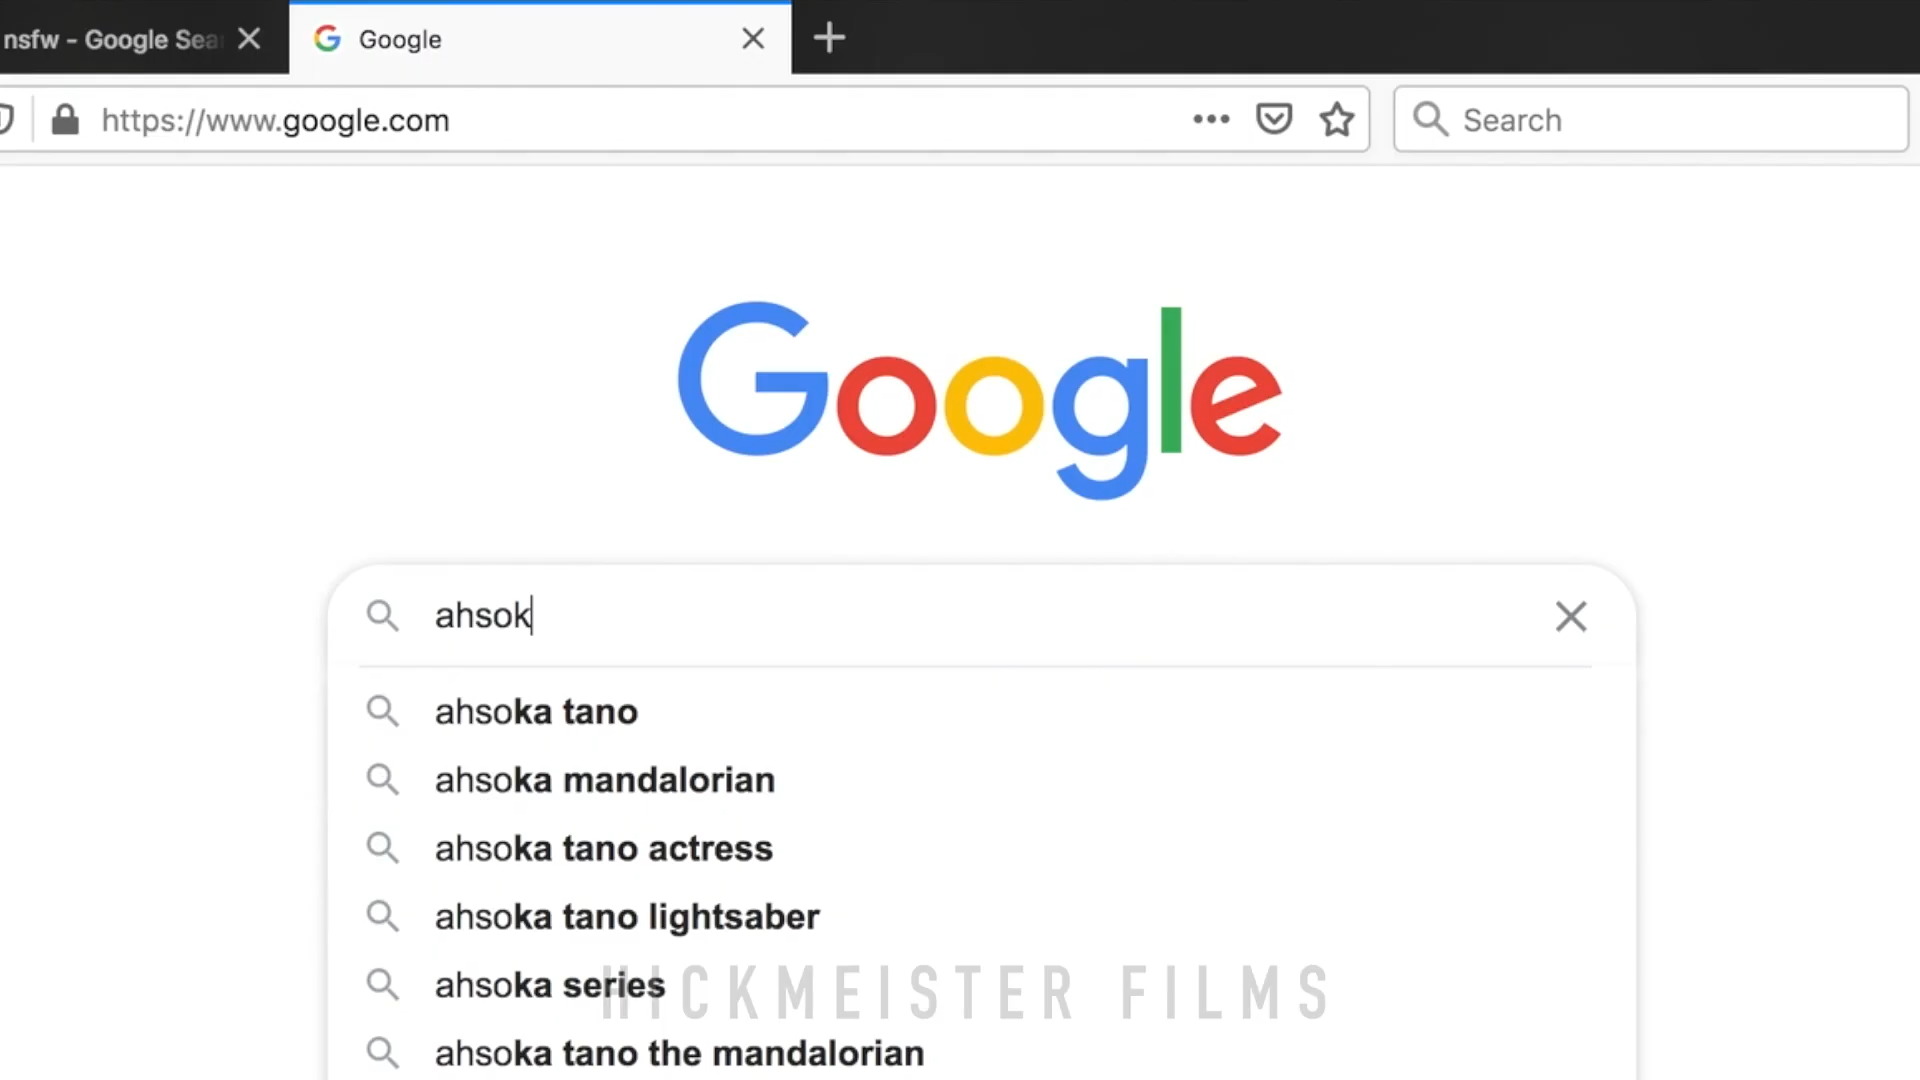 nsfw - Google Sea
Google
https://www.google.com
Search
Google
ahsok
ahsoka tano
ahsoka mandalorian
ahsoka tano actress
ahsoka tano lightsaber
ahsoka series
HICKMEISTER FILMS
ahsoka tano the mandalorian